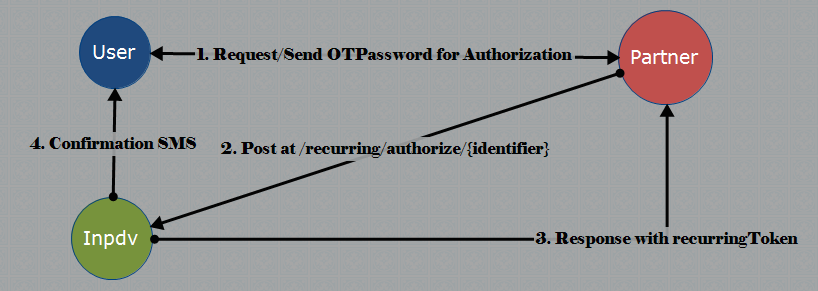 User
1. Request/Send OTPassword for Authorization
Partner
4. Confirmation SMS
2. Post at /recurring/authorize/{identifier}
Inpdv
3. Response with recurringToken